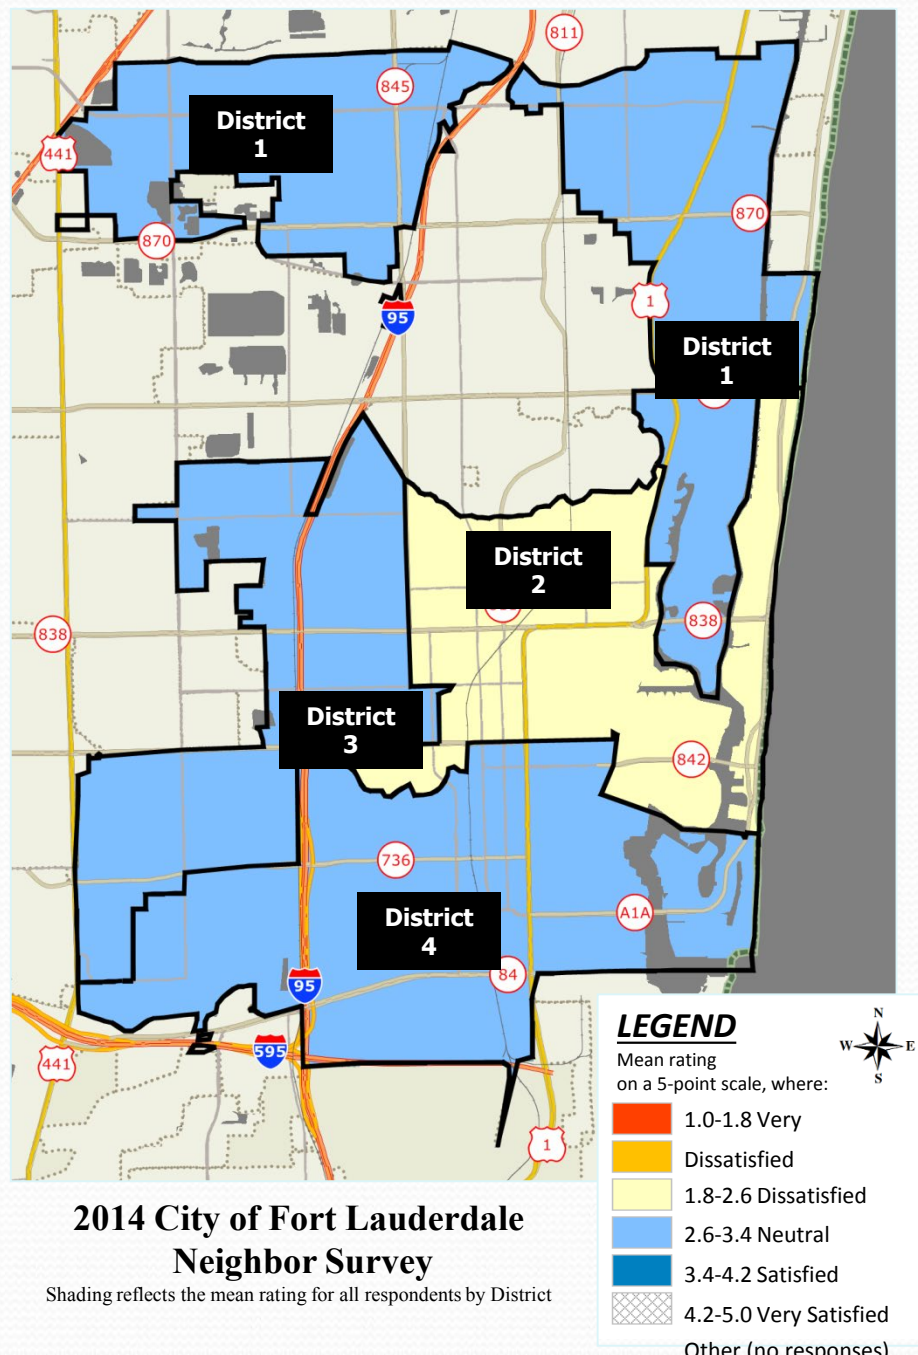 811
845
District
1
441
870
870
1
95
District
1
District
2
838
838
District
3
842
736
District
4
A1A
84
95
595
441
1
LEGEND
Mean rating
on a 5-point scale, where:
1.0-1.8 Very
Dissatisfied
1.8-2.6 Dissatisfied
2.6-3.4 Neutral
3.4-4.2 Satisfied
4.2-5.0 Very Satisfied
Other (no responses)
N
W
E
S
2014 City of Fort Lauderdale
Neighbor Survey
Shading reflects the mean rating for all respondents by District